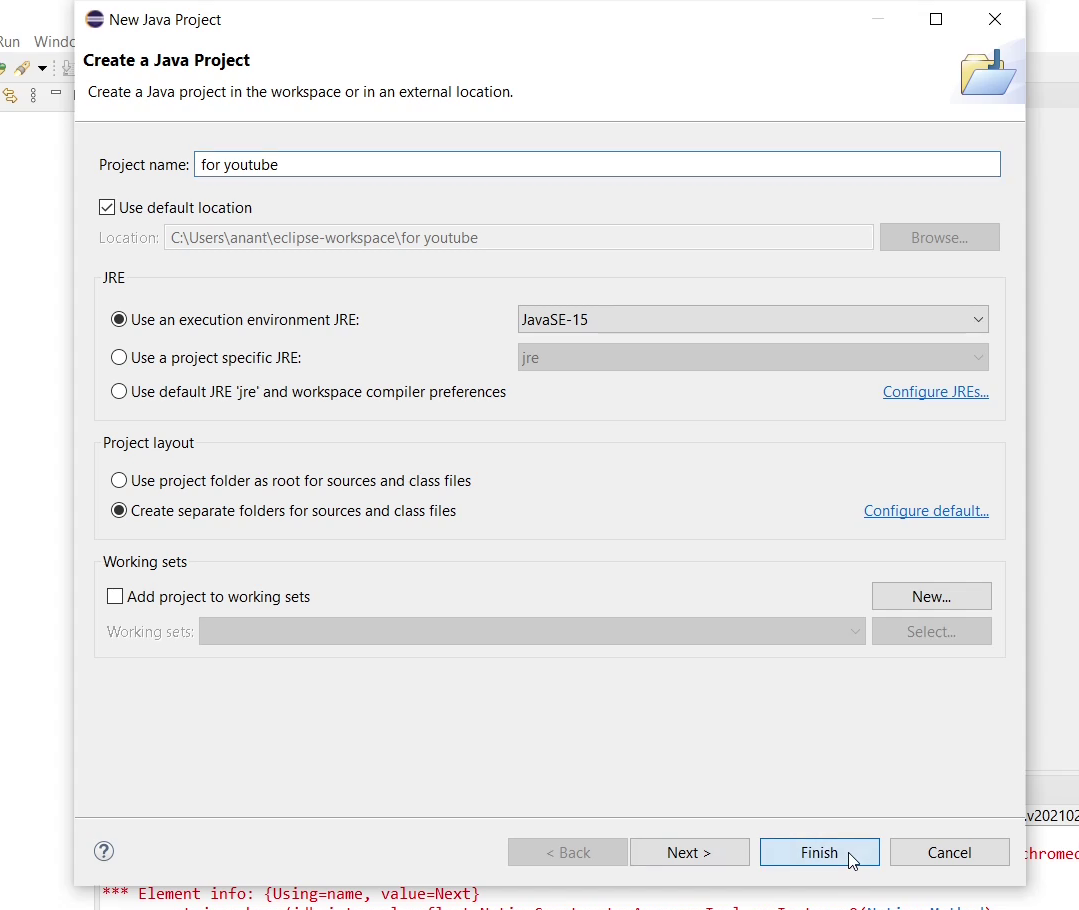 New Java Project
Run Windo
Create a Java Project
Create a Java project in the workspace or in an external location.
Project name: for youtube
Use default location
Location: C:\Users\anant\eclipse-workspace\for youtube Browse...
JRE
Use an execution environment JRE: JavaSE-15
Use a project specific JRE: jre
Use default JRE 'jre' and workspace compiler preferences Configure JREs...
Project layout
Use project folder as root for sources and class files
Create separate folders for sources and class files Configure default...
Working sets
Add project to working sets New...
Working sets: Select...
.v202102
< Back Next > Finish Cancel
chromed
*** Element info: {Using=name, value=Next}